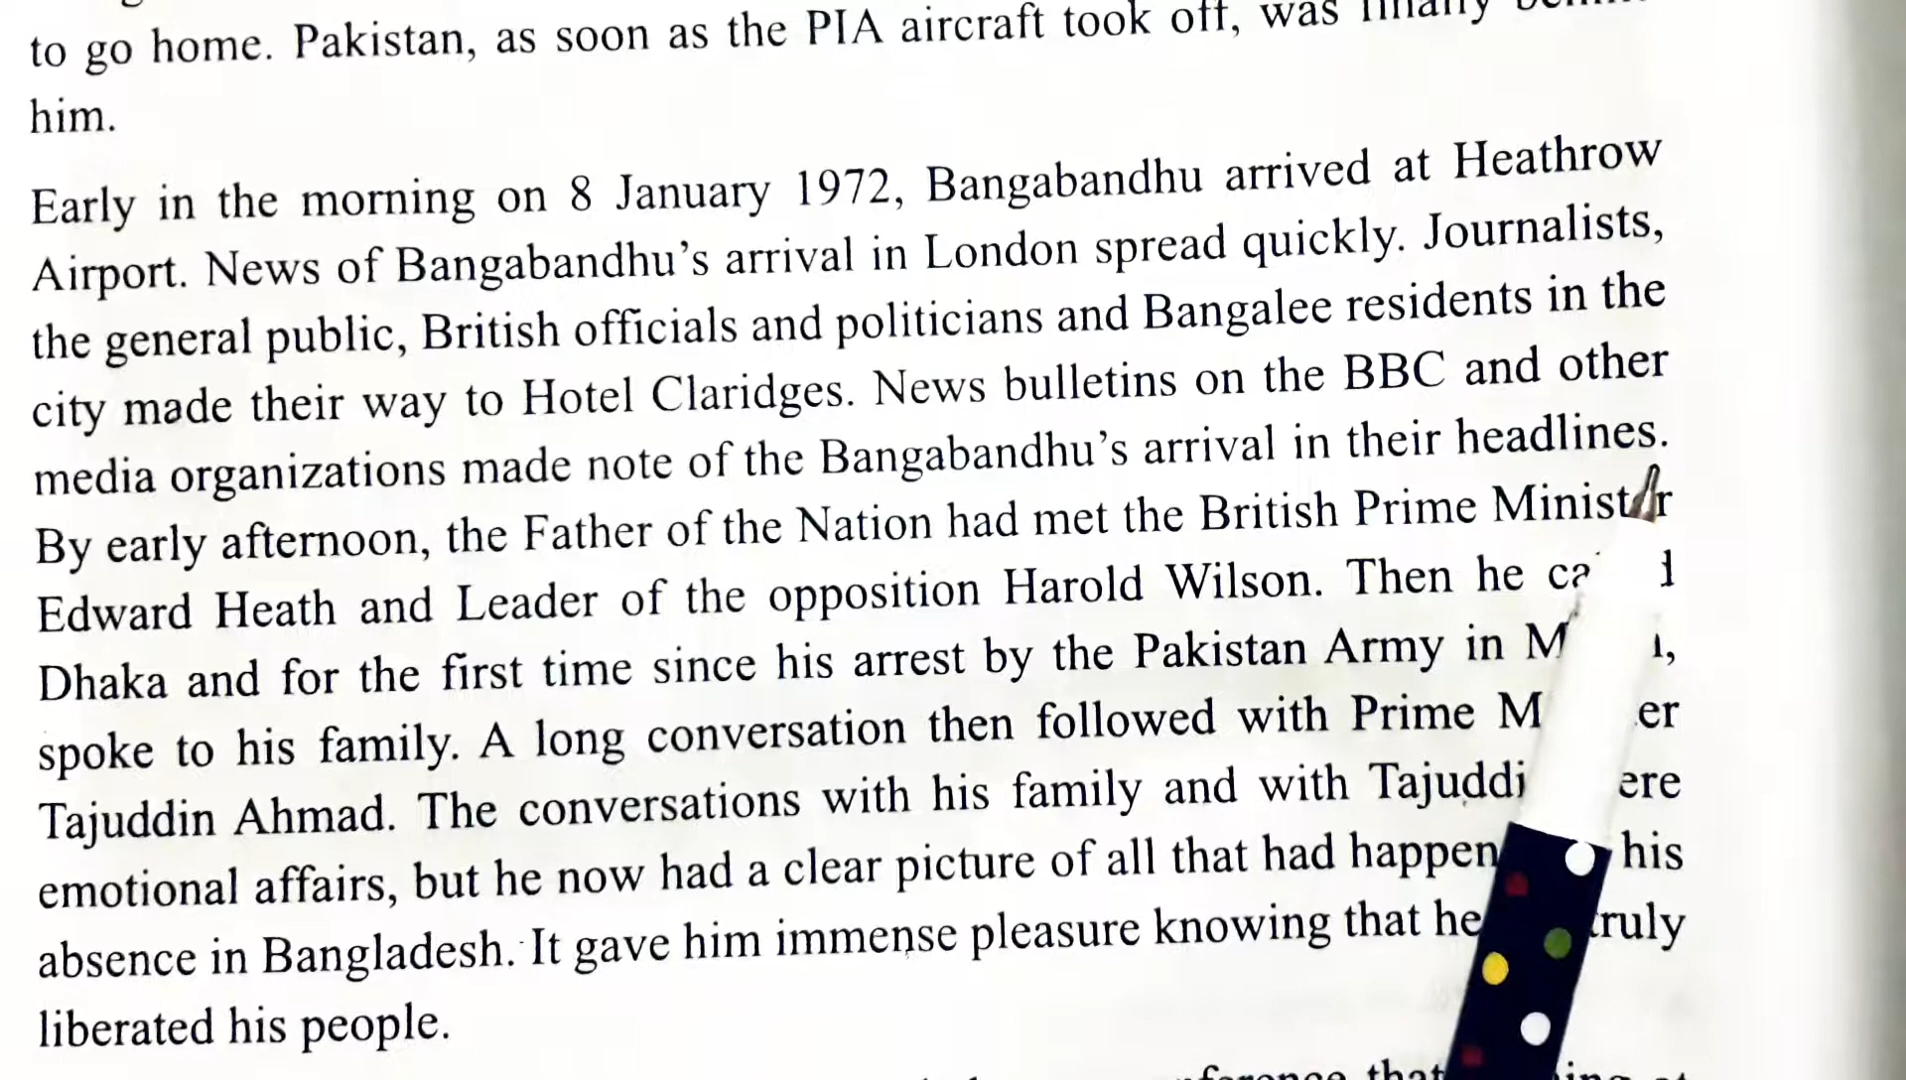 to go home. Pakistan, as soon as the PIA aircraft took off, was finally
him.
Early in the morning on 8 January 1972, Bangabandhu arrived at Heathrow
Airport. News of Bangabandhu’s arrival in London spread quickly. Journalists,
the general public, British officials and politicians and Bangalee residents in the
city made their way to Hotel Claridges. News bulletins on the BBC and other
media organizations made note of the Bangabandhu’s arrival in their headlines.
By early afternoon, the Father of the Nation had met the British Prime Minister
Edward Heath and Leader of the opposition Harold Wilson. Then he
Dhaka and for the first time since his arrest by the Pakistan Army in
spoke to his family. A long conversation then followed with Prime
Tajuddin Ahmad. The conversations with his family and with
emotional affairs, but he now had a clear picture of all that had his
absence in Bangladesh. It gave him immense pleasure knowing that he truly
liberated his people.
that